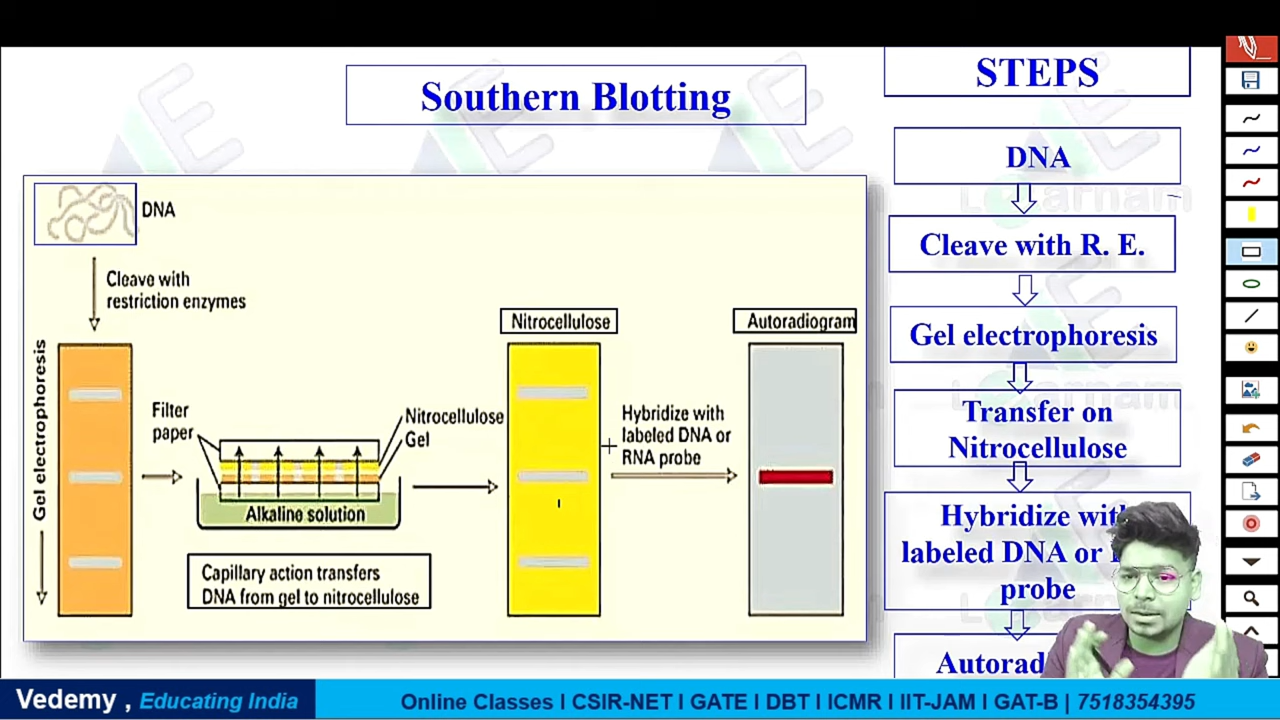 Southern Blotting
DNA
Cleave with
restriction enzymes
Gel electrophoresis
Filter
paper
Nitrocellulose
Gel
Alkaline solution
Capillary action transfers
DNA from gel to nitrocellulose
Nitrocellulose
Hybridize with
labeled DNA or
RNA probe
Autoradiogram
STEPS
DNA
Cleave with R. E.
Gel electrophoresis
Transfer on
Nitrocellulose
Hybridize with
labeled DNA or
probe
Vedemy , Educating India
Online Classes I CSIR-NET I GATE I DBT I ICMR I IIT-JAM I GAT-B | 7518354395